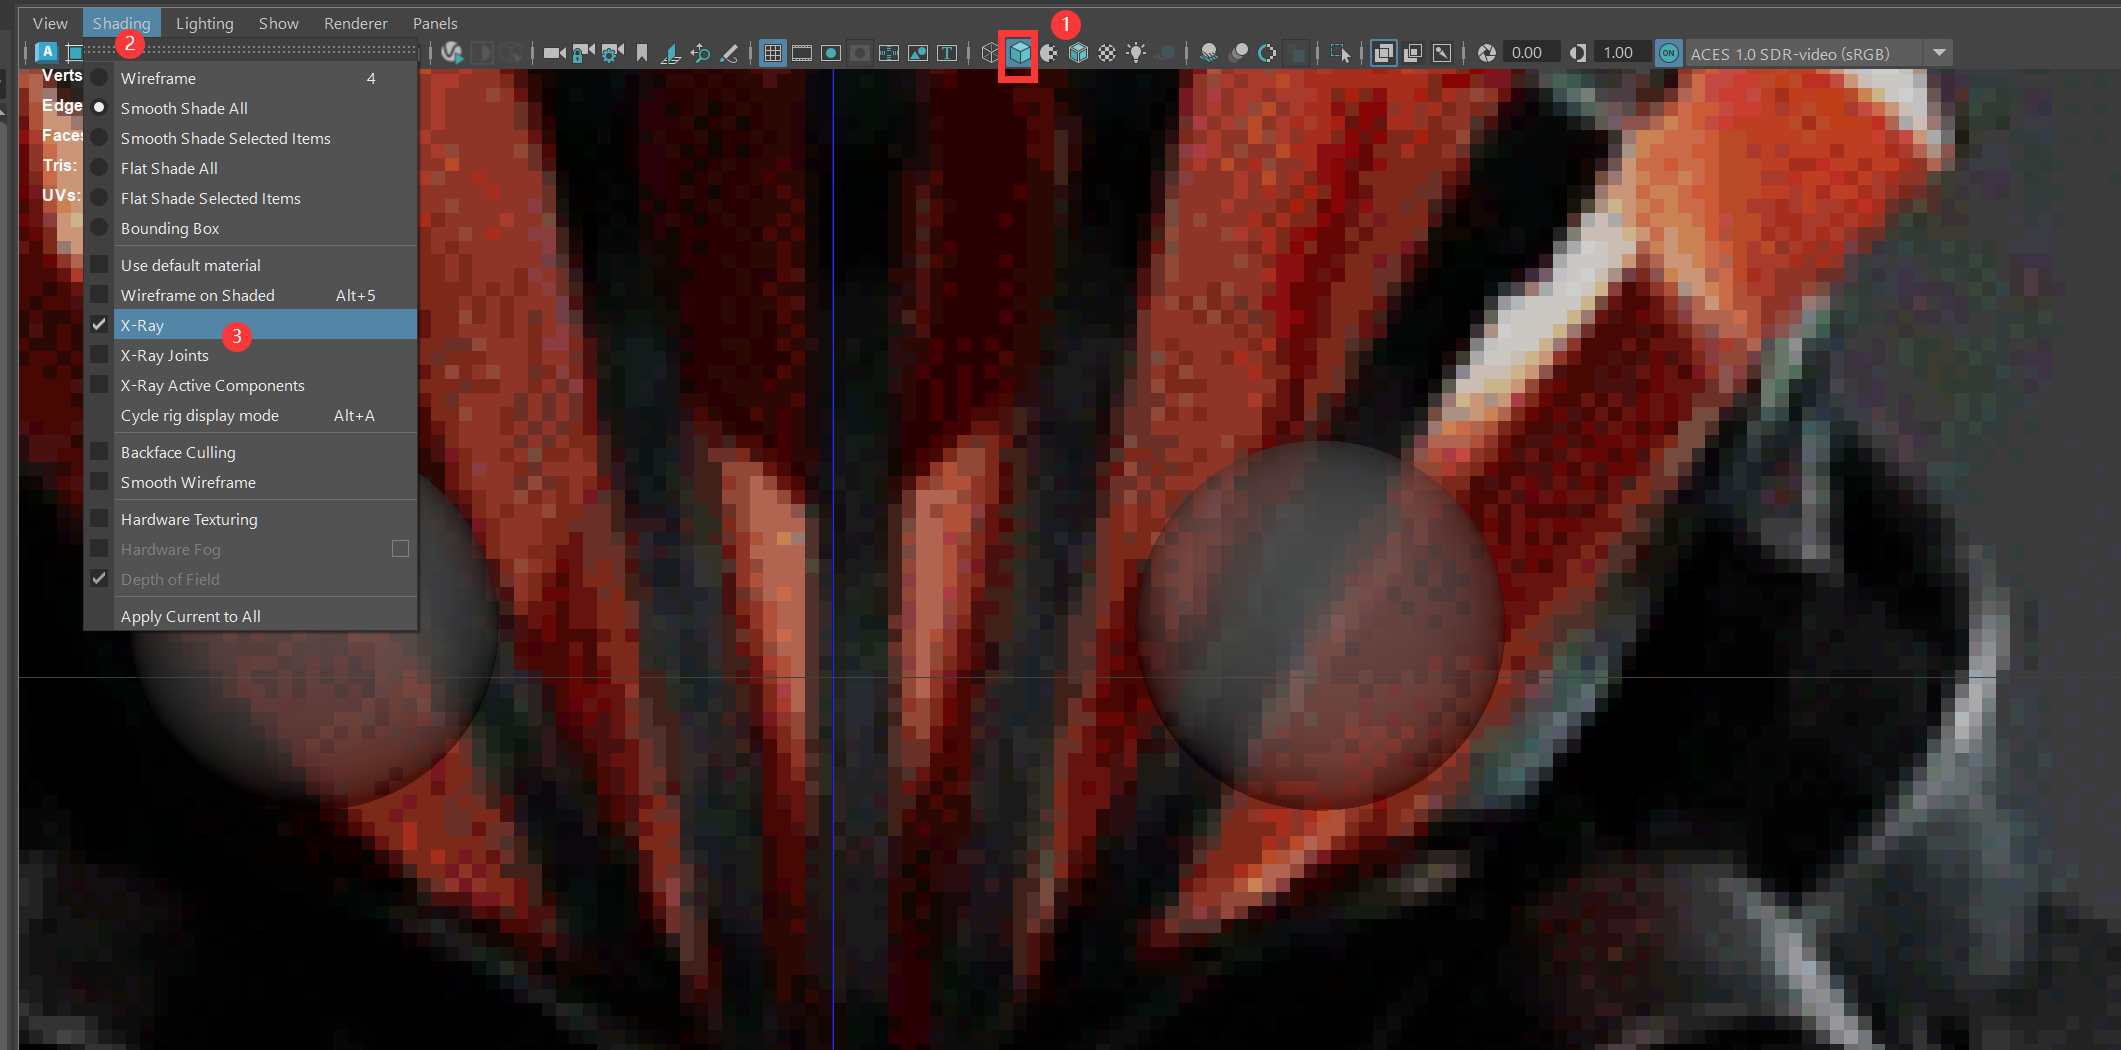 View Shading Lighting Show Renderer Panels
1
2
A
T
0.00
1.00
ON
ACES 1.0 SDR-video (sRGB)
Verts
Edge
Faces
Tris:
UVs:
Wireframe 4
Smooth Shade All
Smooth Shade Selected Items
Flat Shade All
Flat Shade Selected Items
Bounding Box
Use default material
Wireframe on Shaded Alt+5
X-Ray
3
X-Ray Joints
X-Ray Active Components
Cycle rig display mode Alt+A
Backface Culling
Smooth Wireframe
Hardware Texturing
Hardware Fog
Depth of Field
Apply Current to All